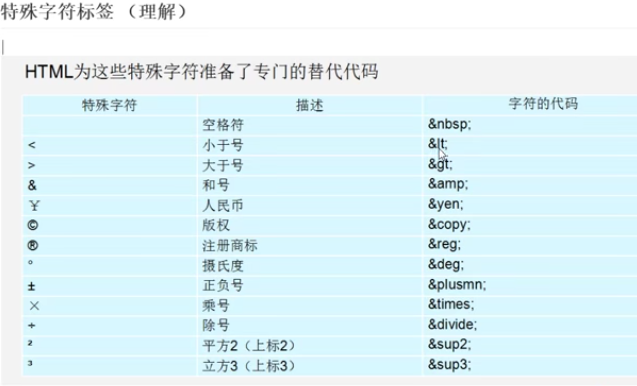 特殊字符标签 （理解）
HTML为这些特殊字符准备了专门的替代代码
特殊字符 描述 字符的代码
空格符 &nbsp;
< 小于号 &lt;
> 大于号 &gt;
& 和号 &amp;
￥ 人民币 &yen;
© 版权 &copy;
® 注册商标 &reg;
° 摄氏度 &deg;
± 正负号 &plusmn;
× 乘号 &times;
÷ 除号 &divide;
² 平方2（上标2） &sup2;
³ 立方3（上标3） &sup3;